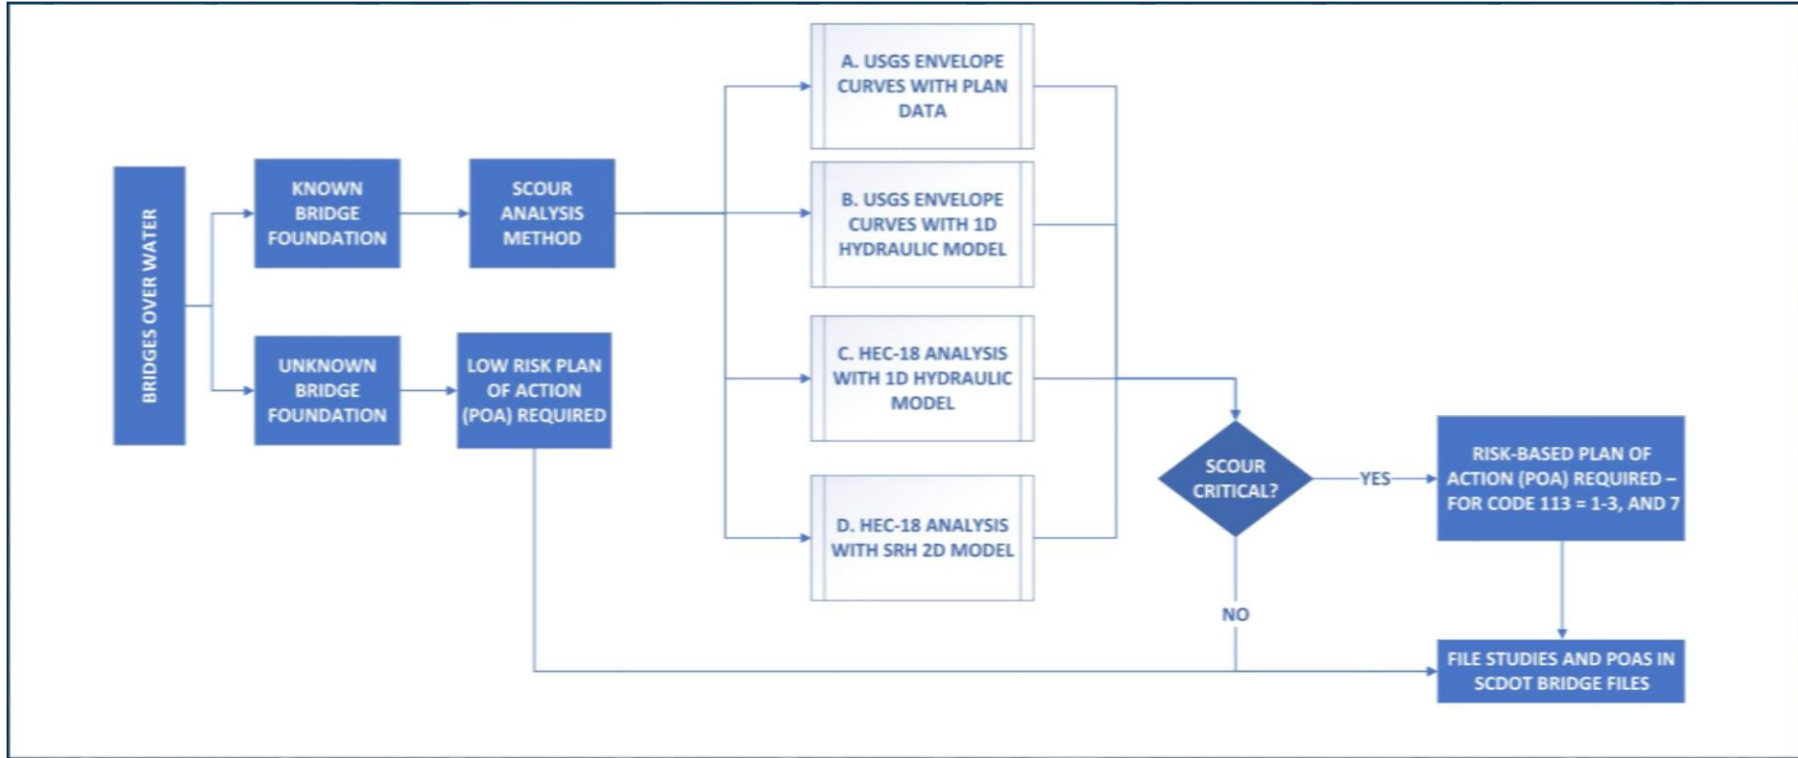 BRIDGES OVER WATER
KNOWN
BRIDGE
FOUNDATION
SCOUR
ANALYSIS
METHOD
UNKNOWN
BRIDGE
FOUNDATION
LOW RISK PLAN
OF ACTION
(POA) REQUIRED
A. USGS ENVELOPE
CURVES WITH PLAN
DATA
B. USGS ENVELOPE
CURVES WITH 1D
HYDRAULIC MODEL
C. HEC-18 ANALYSIS
WITH 1D HYDRAULIC
MODEL
D. HEC-18 ANALYSIS
WITH SRH 2D MODEL
SCOUR
CRITICAL?
YES
NO
RISK-BASED PLAN OF
ACTION (POA) REQUIRED –
FOR CODE 113 = 1-3, AND 7
FILE STUDIES AND POAS IN
SCDOT BRIDGE FILES